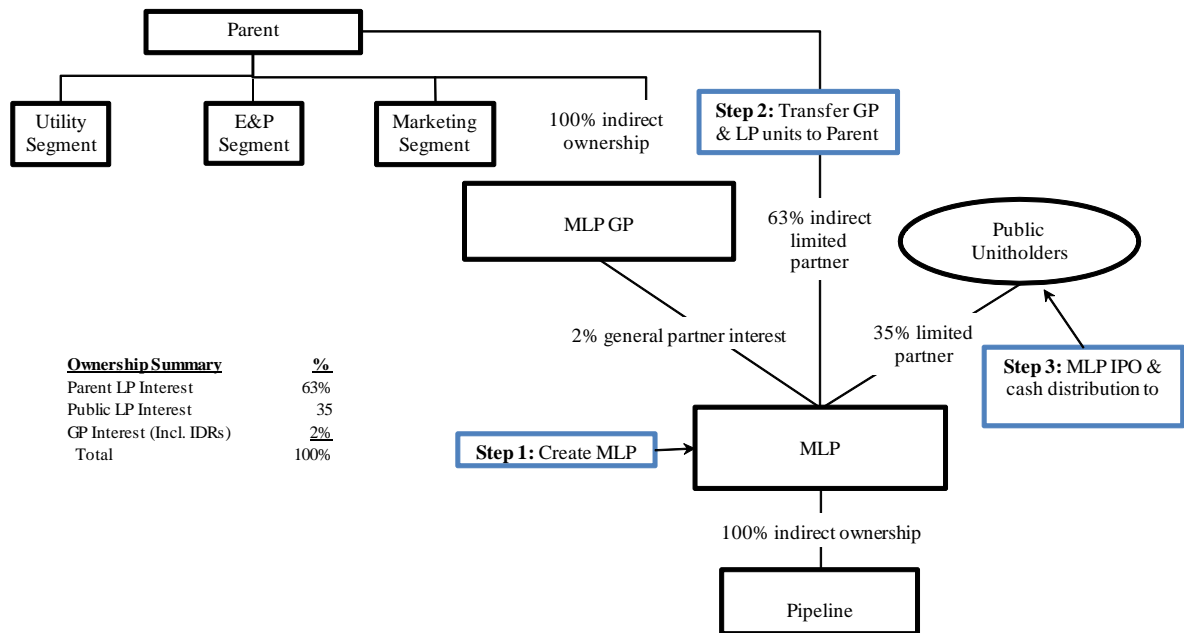 Parent
Utility
Segment
E&P
Segment
Marketing
Segment
100% indirect
ownership
Step 2: Transfer GP
& LP units to Parent
MLP GP
63% indirect
limited
partner
Public
Unitholders
2% general partner interest
35% limited
partner
Step 3: MLP IPO &
cash distribution to
Ownership Summary %
Parent LP Interest 63%
Public LP Interest 35
GP Interest (Incl. IDRs) 2%
Total 100%
Step 1: Create MLP
MLP
100% indirect ownership
Pipeline